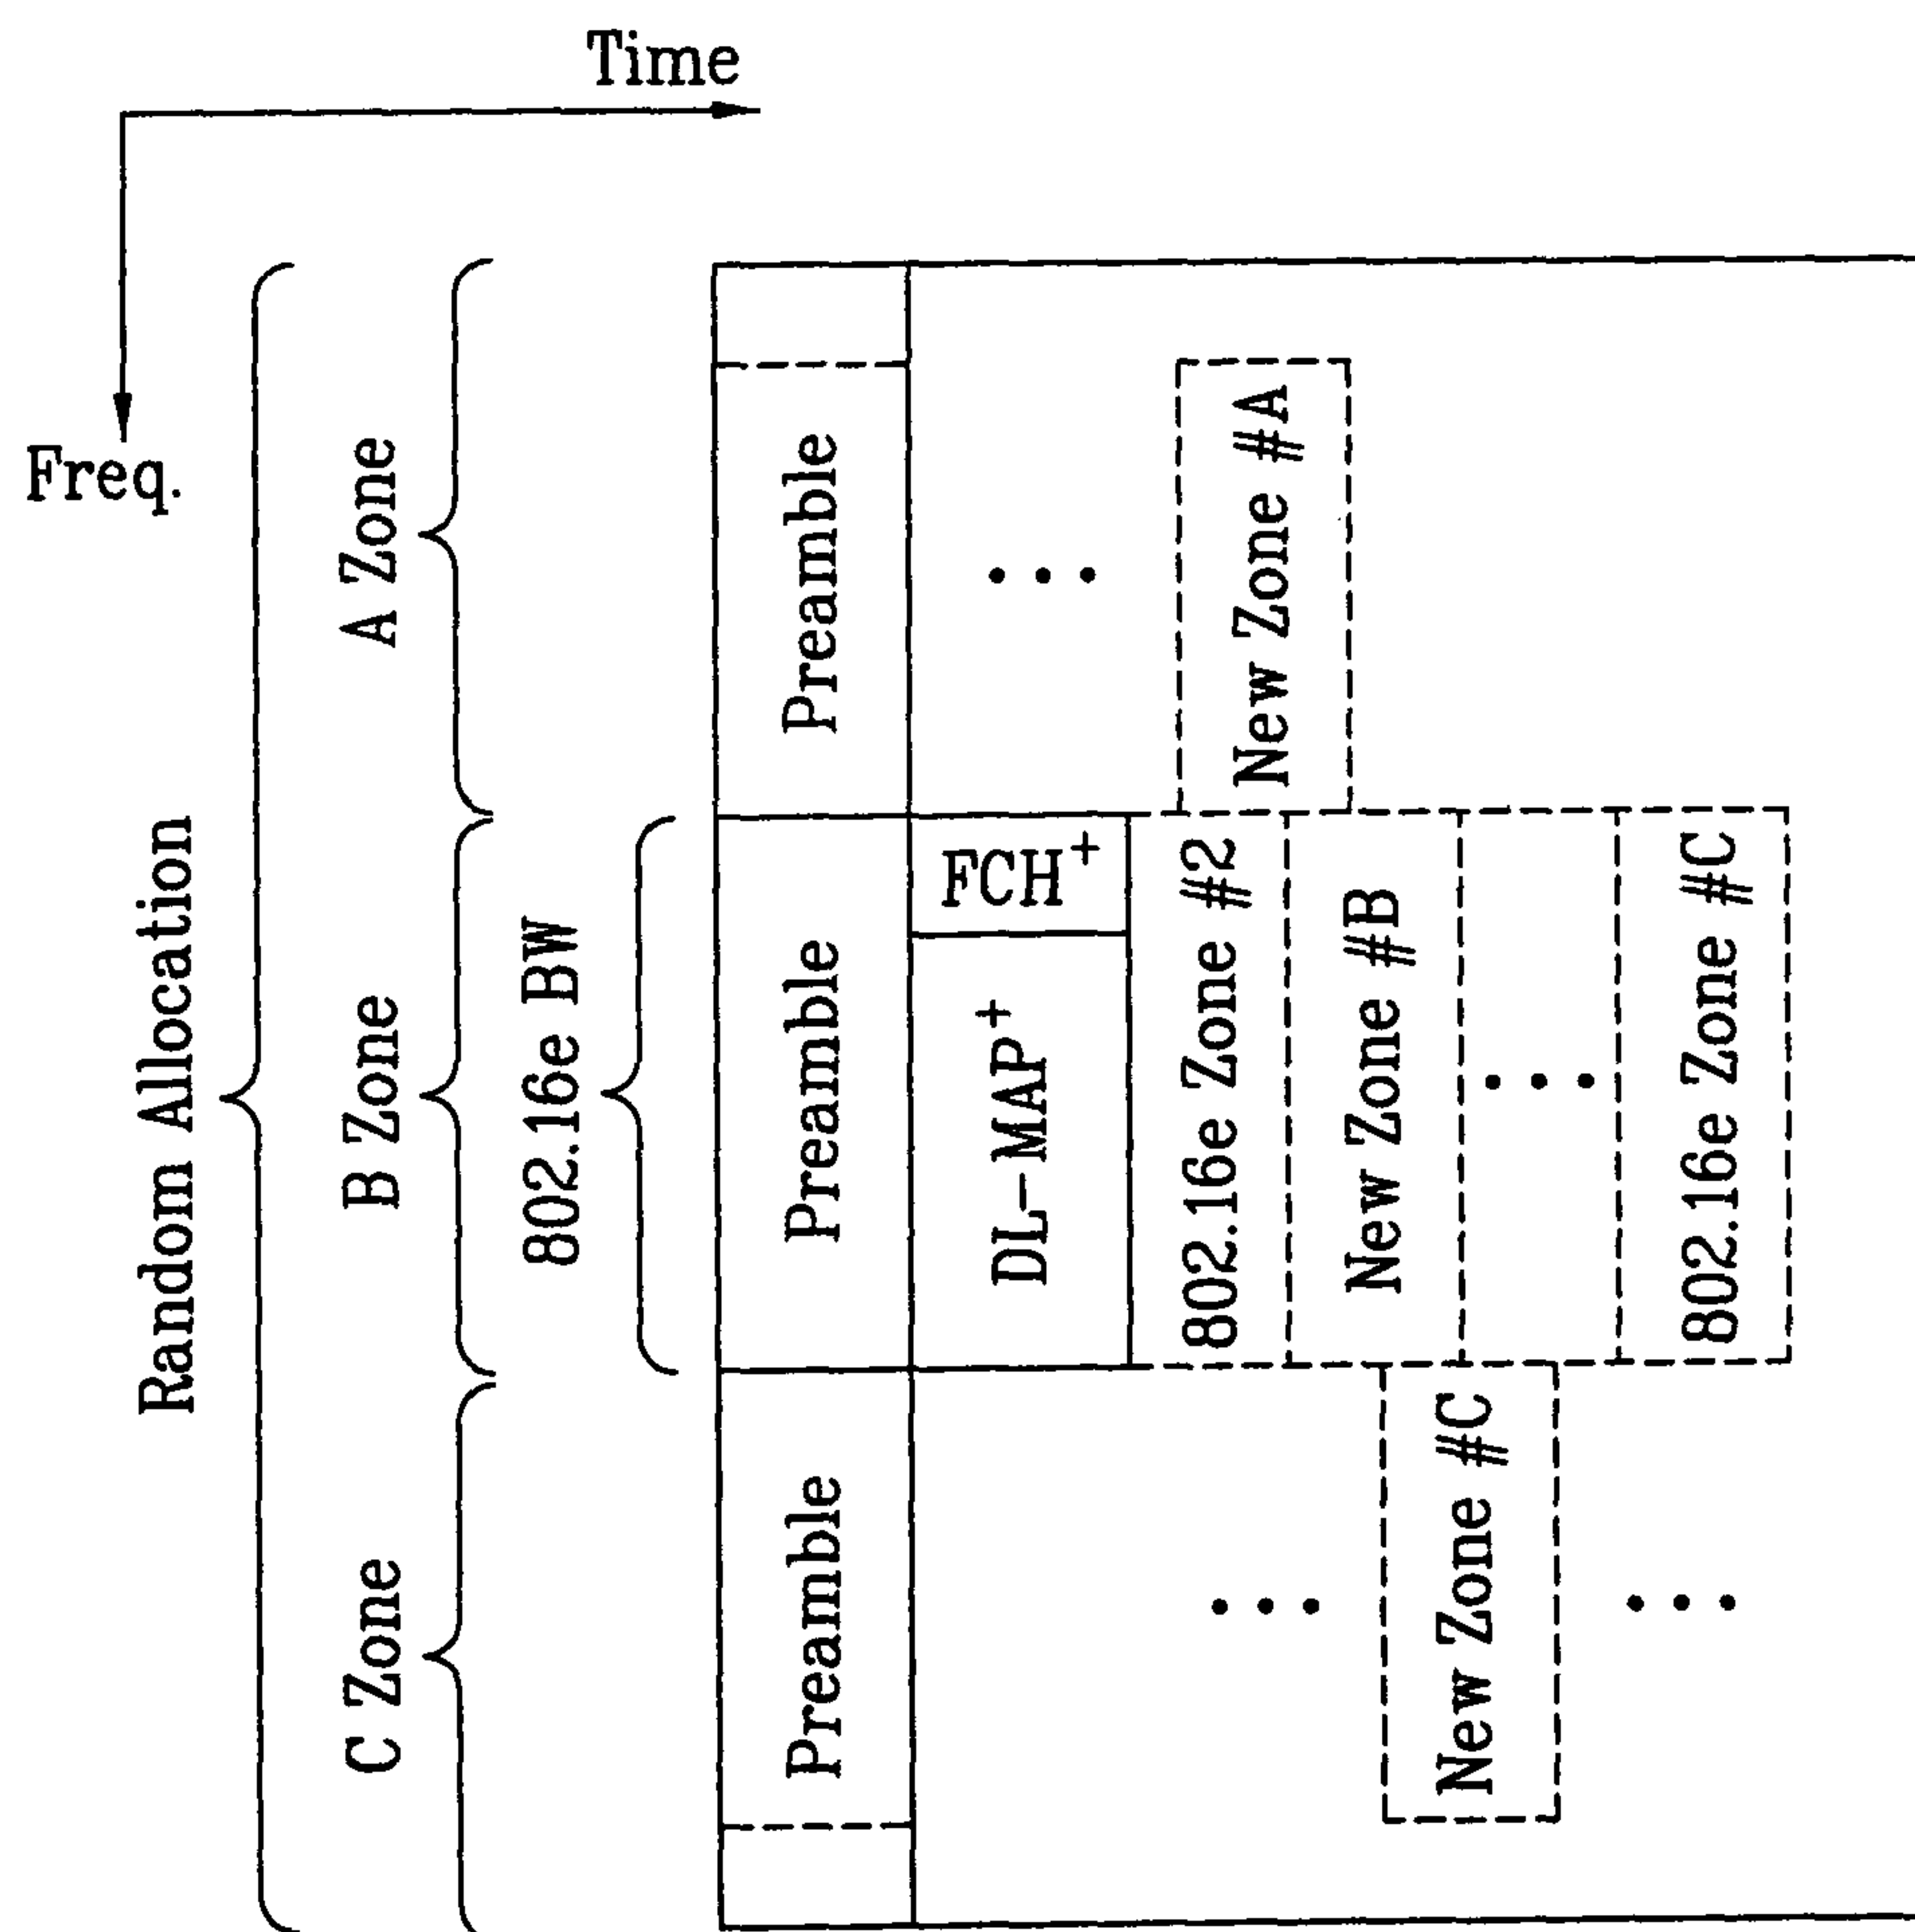 Time
Freq.
Random Allocation
A Zone
B Zone
C Zone
802.16e BW
Preamble
Preamble
Preamble
FCH+
DL-MAP+
• • •
New Zone #A
802.16e Zone #2
New Zone #B
• • •
802.16e Zone #C
• • •
New Zone #C
• • •